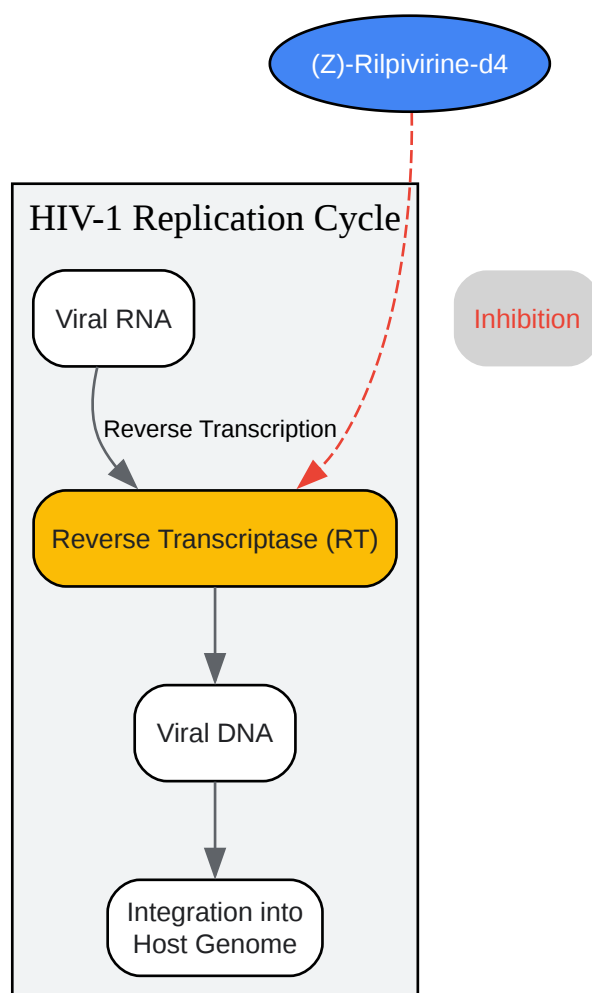 (Z)-Rilpivirine-d4
HIV-1 Replication Cycle
Viral RNA
Inhibition
Reverse Transcription
Reverse Transcriptase (RT)
Viral DNA
Integration into
Host Genome